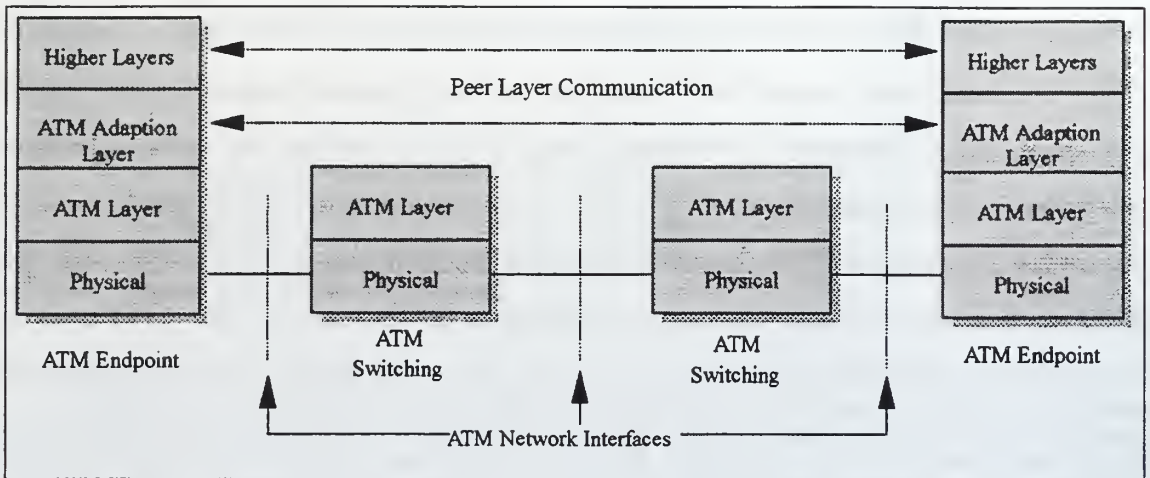 Higher Layers
ATM Adaption
Layer
ATM Layer
Physical
ATM Endpoint
Peer Layer Communication
ATM Layer
Physical
ATM
Switching
ATM Layer
Physical
ATM
Switching
Higher Layers
ATM Adaption
Layer
ATM Layer
Physical
ATM Endpoint
ATM Network Interfaces